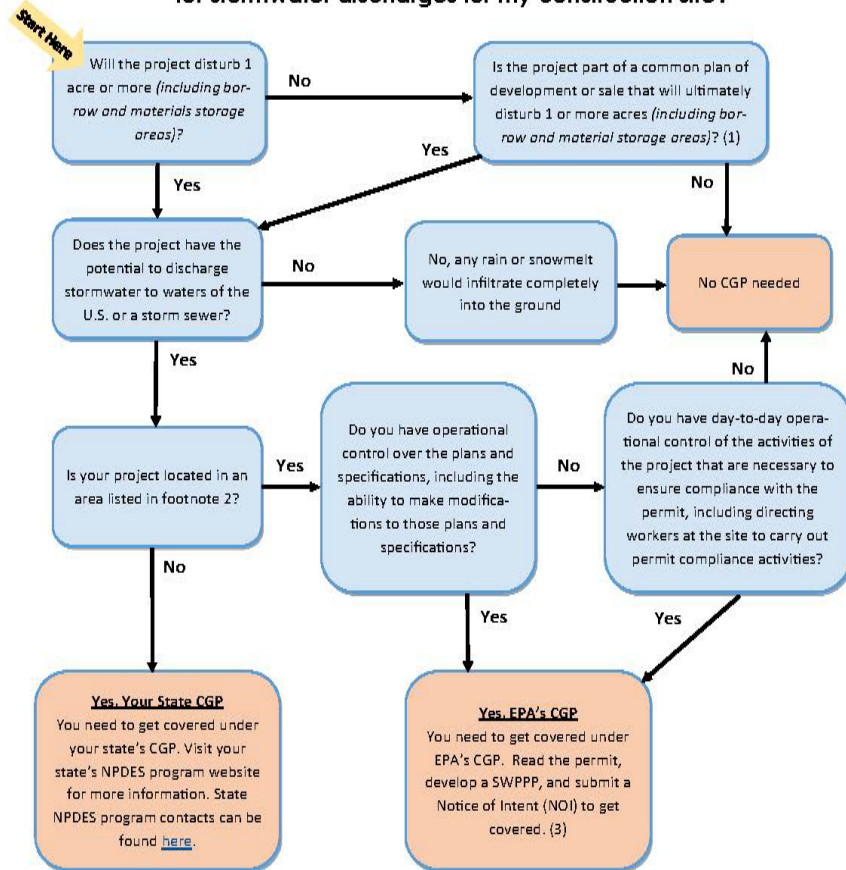 for stormwater discharges for my construction site?
Start Here
Will the project disturb 1
acre or more (including bor-
row and materials storage
areas)?
No
Is the project part of a common plan of
development or sale that will ultimately
disturb 1 or more acres (including bor-
row and material storage areas)? (1)
Yes
Yes
No
Does the project have the
potential to discharge
stormwater to waters of the
U.S. or a storm sewer?
No
No, any rain or snowmelt
would infiltrate completely
into the ground
No CGP needed
Yes
No
Is your project located in an
area listed in footnote 2?
Yes
Do you have operational
control over the plans and
specifications, including the
ability to make modifica-
tions to those plans and
specifications?
No
Do you have day-to-day opera-
tional control of the activities of
the project that are necessary to
ensure compliance with the
permit, including directing
workers at the site to carry out
permit compliance activities?
No
Yes
Yes
Yes. Your State CGP
You need to get covered under
your state's CGP. Visit your
state's NPDES program website
for more information. State
NPDES program contacts can be
found here.
Yes. EPA's CGP
You need to get covered under
EPA's CGP. Read the permit,
develop a SWPPP, and submit a
Notice of Intent (NOI) to get
covered. (3)